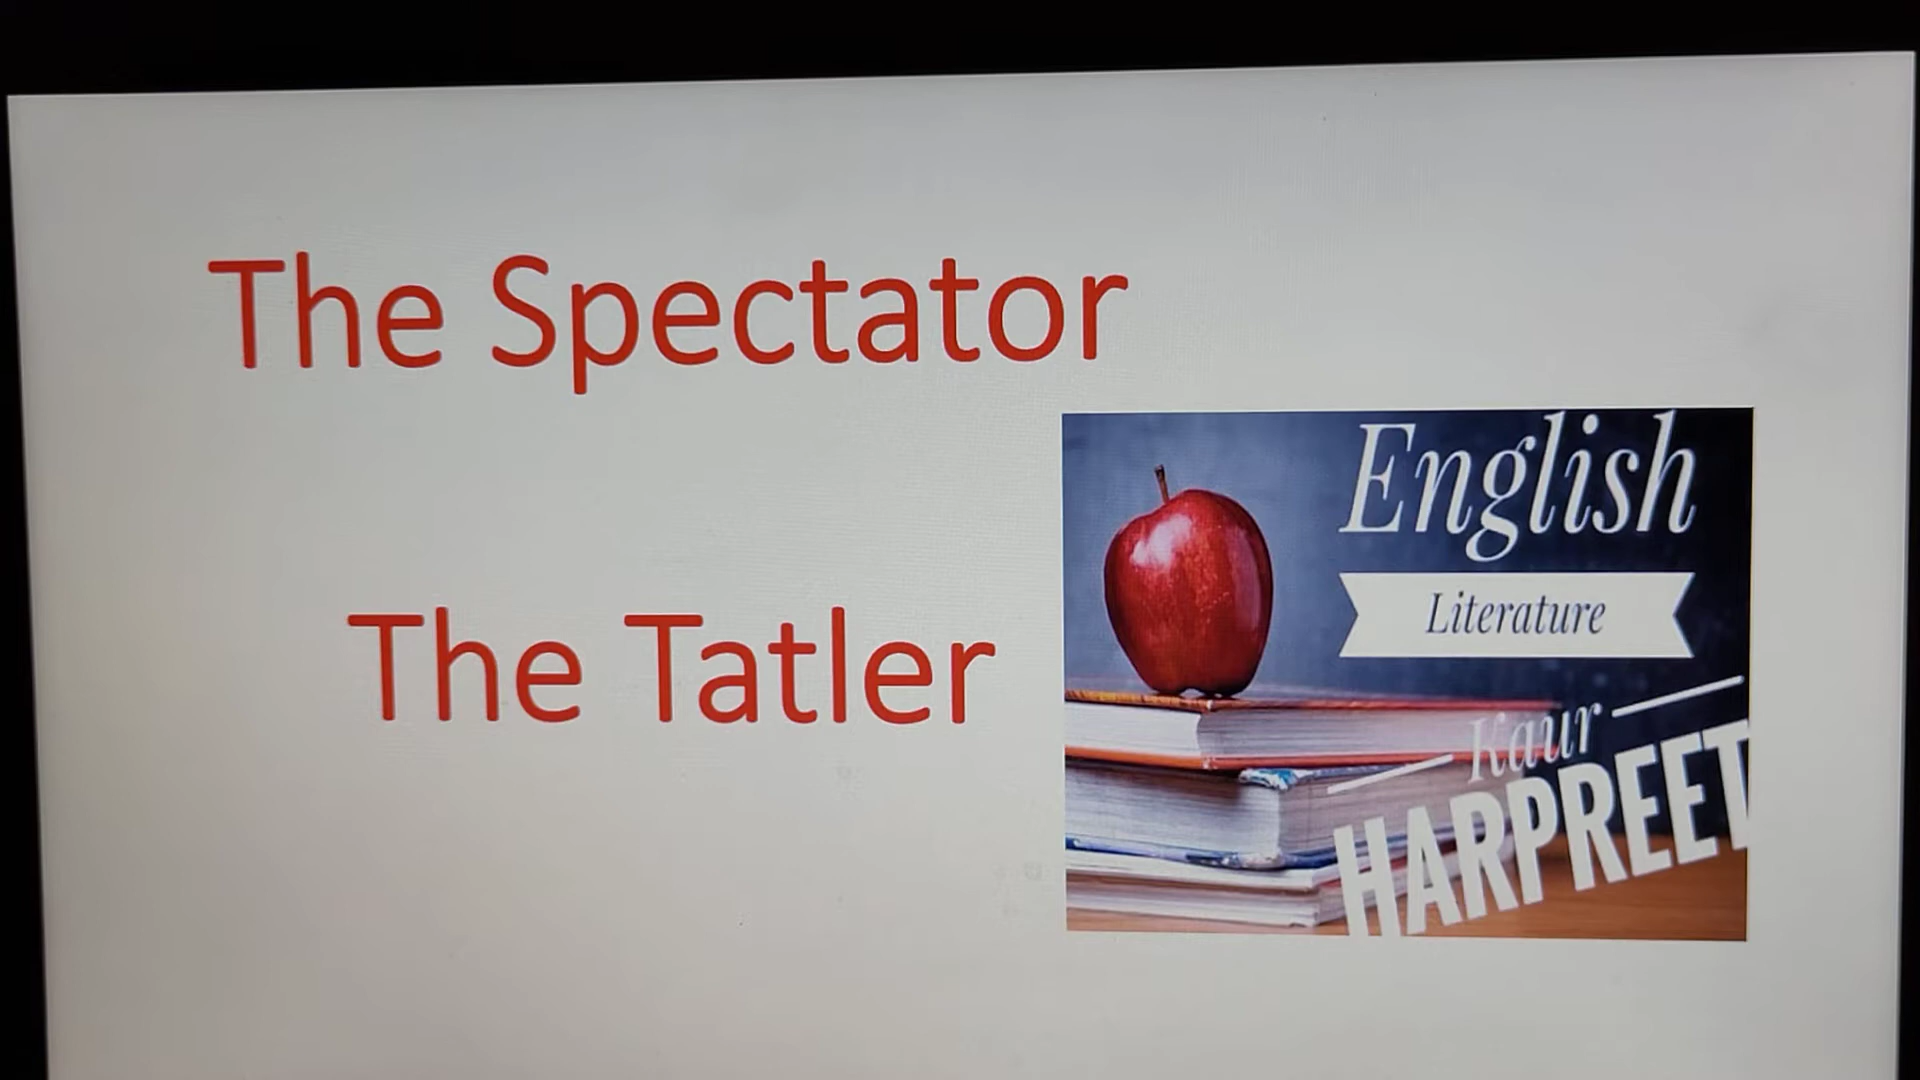 The Spectator
The Tatler
English
Literature
Kaur
HARPREET